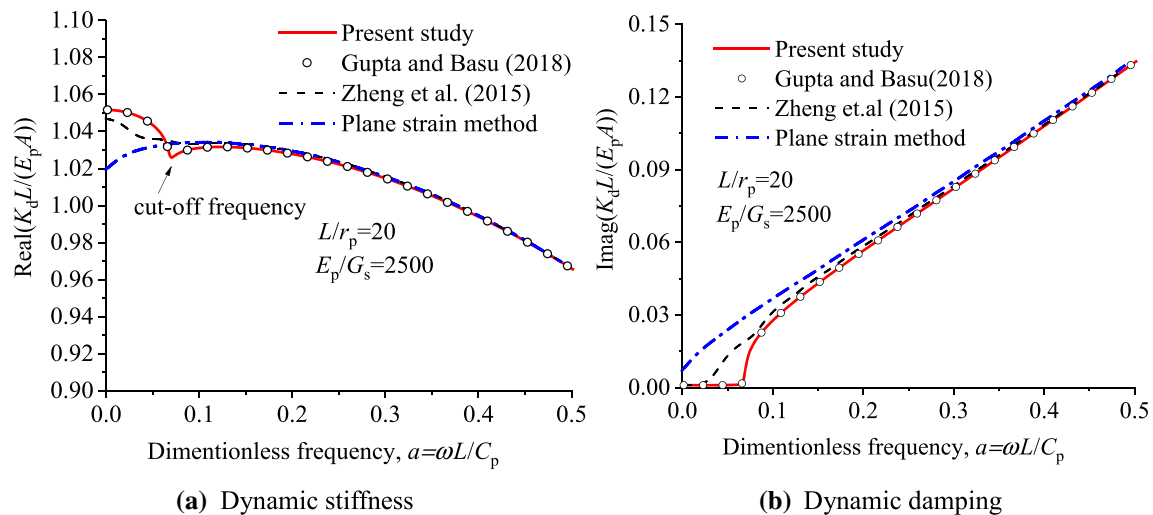 1.10
1.08
1.06
1.04
1.02
1.00
0.98
0.96
0.94
0.92
0.90
Real(KdL/(EpA))
Present study
Gupta and Basu (2018)
Zheng et al. (2015)
Plane strain method
cut-off frequency
L/rp=20
Ep/Gs=2500
0.0 0.1 0.2 0.3 0.4 0.5
Dimentionless frequency, a=ωL/Cp
(a) Dynamic stiffness
0.15
0.12
0.09
0.06
0.03
0.00
Imag(KdL/(EpA))
Present study
Gupta and Basu(2018)
Zheng et.al (2015)
Plane strain method
L/rp=20
Ep/Gs=2500
0.0 0.1 0.2 0.3 0.4 0.5
Dimentionless frequency, a=ωL/Cp
(b) Dynamic damping